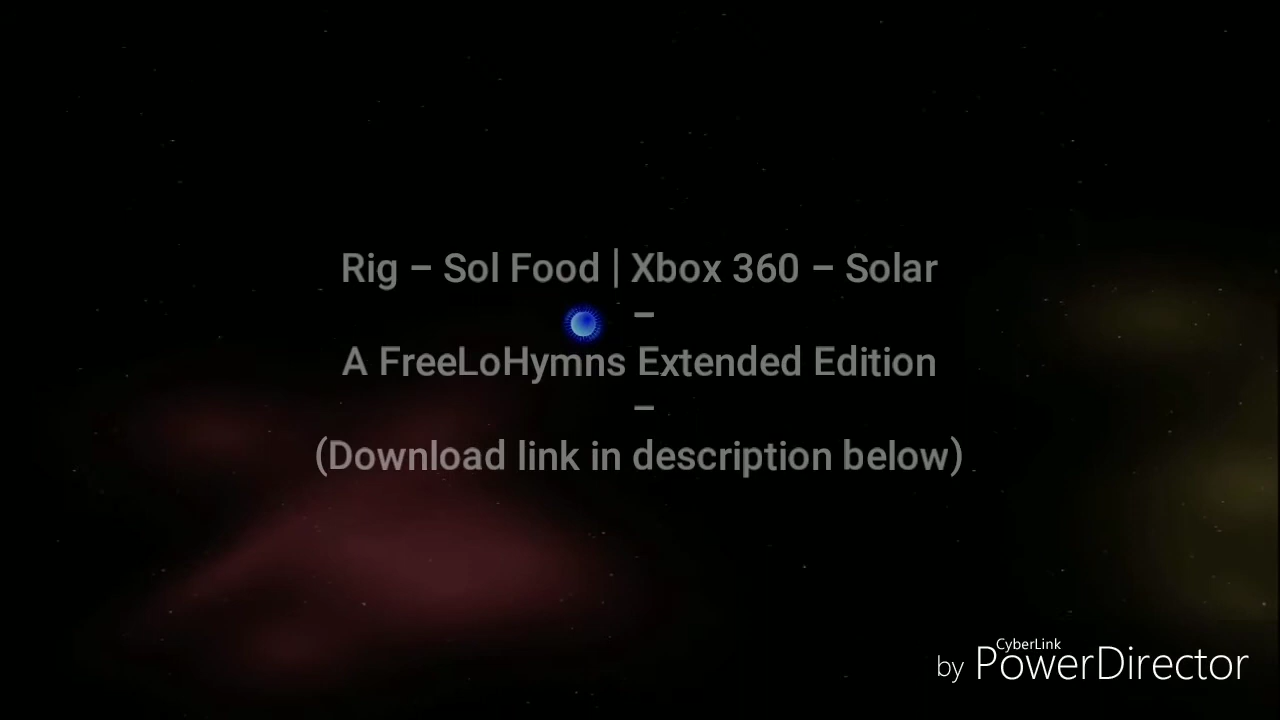 Rig – Sol Food | Xbox 360 – Solar
–
A FreeLoHymns Extended Edition
–
(Download link in description below)
by CyberLink PowerDirector